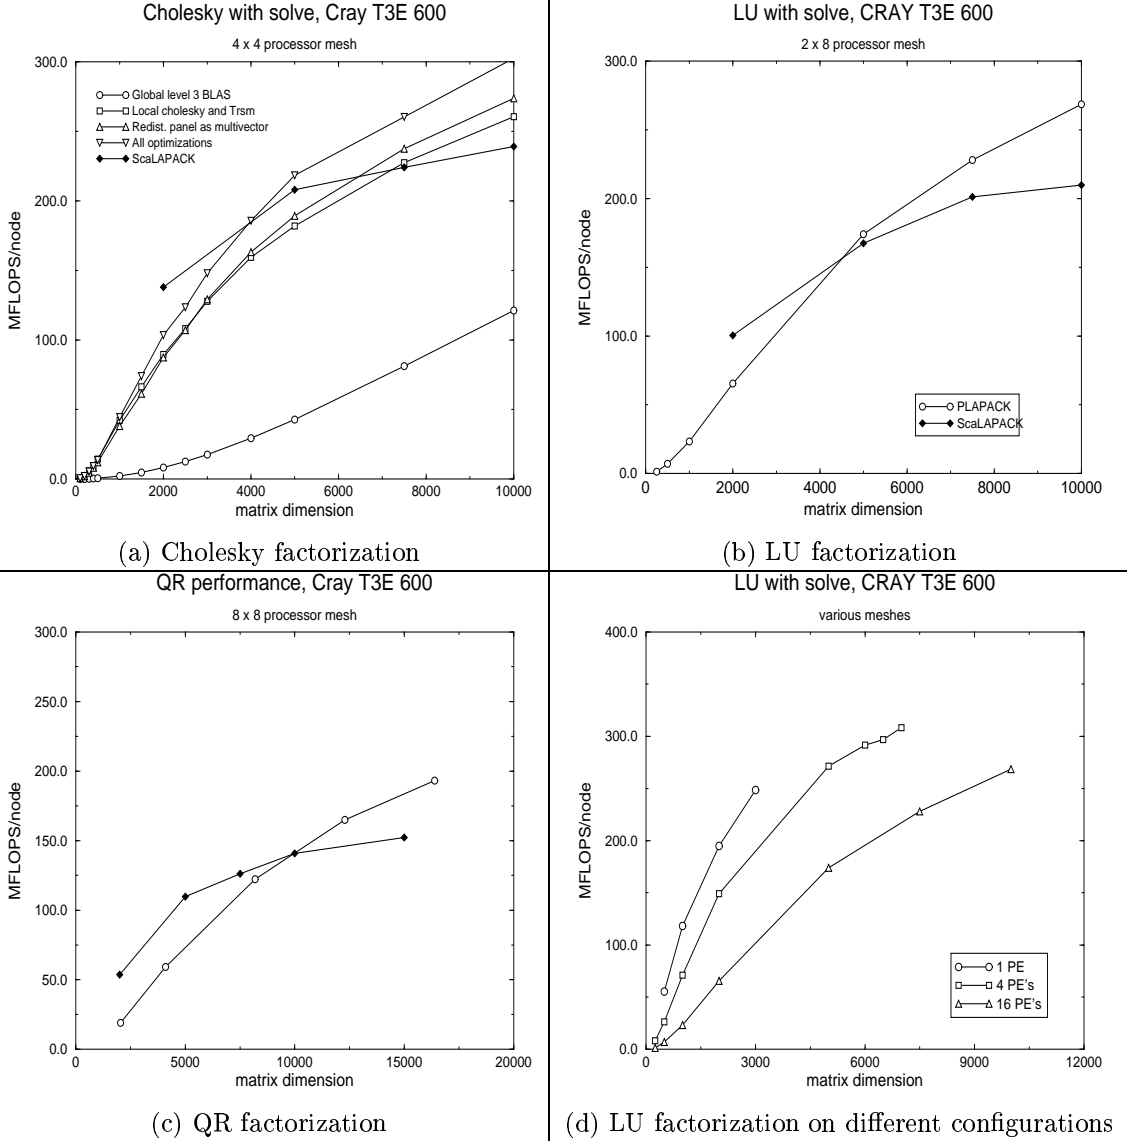 Cholesky with solve, Cray T3E 600
4 x 4 processor mesh
300.0
200.0
100.0
0.0
MFLOPS/node
Global level 3 BLAS
Local cholesky and Trsm
Redist. panel as multivector
All optimizations
ScaLAPACK
0 2000 4000 6000 8000 10000
matrix dimension
(a) Cholesky factorization
LU with solve, CRAY T3E 600
2 x 8 processor mesh
300.0
200.0
100.0
0.0
MFLOPS/node
PLAPACK
ScaLAPACK
0 2000 4000 6000 8000 10000
matrix dimension
(b) LU factorization
QR performance, Cray T3E 600
8 x 8 processor mesh
300.0
250.0
200.0
150.0
100.0
50.0
0.0
MFLOPS/node
0 5000 10000 15000 20000
matrix dimension
(c) QR factorization
LU with solve, CRAY T3E 600
various meshes
400.0
300.0
200.0
100.0
0.0
MFLOPS/node
1 PE
4 PE's
16 PE's
0 3000 6000 9000 12000
matrix dimension
(d) LU factorization on different configurations